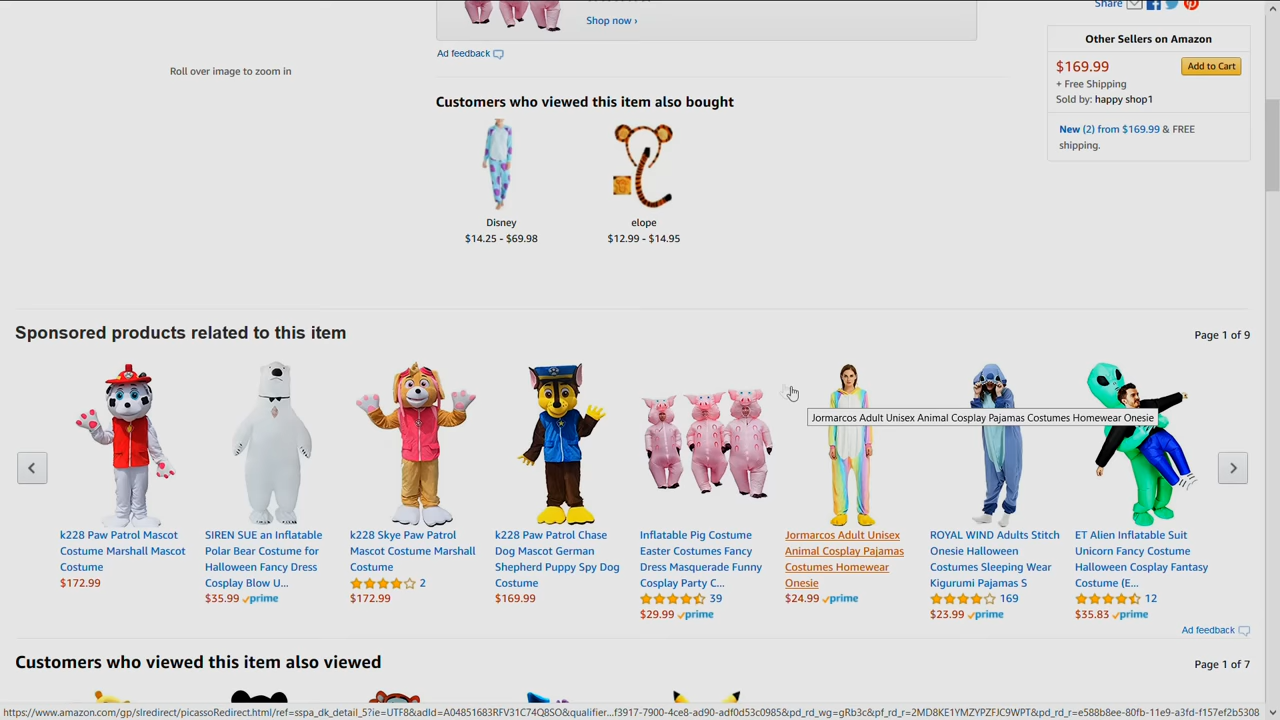 Share
Shop now ›
Other Sellers on Amazon
Ad feedback
$169.99
Add to Cart
Roll over image to zoom in
+ Free Shipping
Sold by: happy shop1
Customers who viewed this item also bought
New (2) from $169.99 & FREE
shipping.
Disney
$14.25 - $69.98
elope
$12.99 - $14.95
Sponsored products related to this item
Page 1 of 9
Jormarcos Adult Unisex Animal Cosplay Pajamas Costumes Homewear Onesie
k228 Paw Patrol Mascot
Costume Marshall Mascot
Costume
$172.99
SIREN SUE an Inflatable
Polar Bear Costume for
Halloween Fancy Dress
Cosplay Blow U...
$35.99 prime
k228 Skye Paw Patrol
Mascot Costume Marshall
Costume
2
$172.99
k228 Paw Patrol Chase
Dog Mascot German
Shepherd Puppy Spy Dog
Costume
$169.99
Inflatable Pig Costume
Easter Costumes Fancy
Dress Masquerade Funny
Cosplay Party C...
39
$29.99 prime
Jormarcos Adult Unisex
Animal Cosplay Pajamas
Costumes Homewear
Onesie
$24.99 prime
ROYAL WIND Adults Stitch
Onesie Halloween
Costumes Sleeping Wear
Kigurumi Pajamas S
169
$23.99 prime
ET Alien Inflatable Suit
Unicorn Fancy Costume
Halloween Cosplay Fantasy
Costume (E...
12
$35.83 prime
Ad feedback
Customers who viewed this item also viewed
Page 1 of 7
https://www.amazon.com/gp/slredirect/picassoRedirect.html/ref=sspa_dk_detail_5?ie=UTF8&adId=A04851683RFV31C74Q8SO&qualifier...f3917-7900-4ce8-ad90-adf0d53c0985&pd_rd_wg=gRb3c&pf_rd_r=2MD8KE1YMZYPZFJC9WPT&pd_rd_r=e588b8ee-80fb-11e9-a3fd-f157ef2b5308